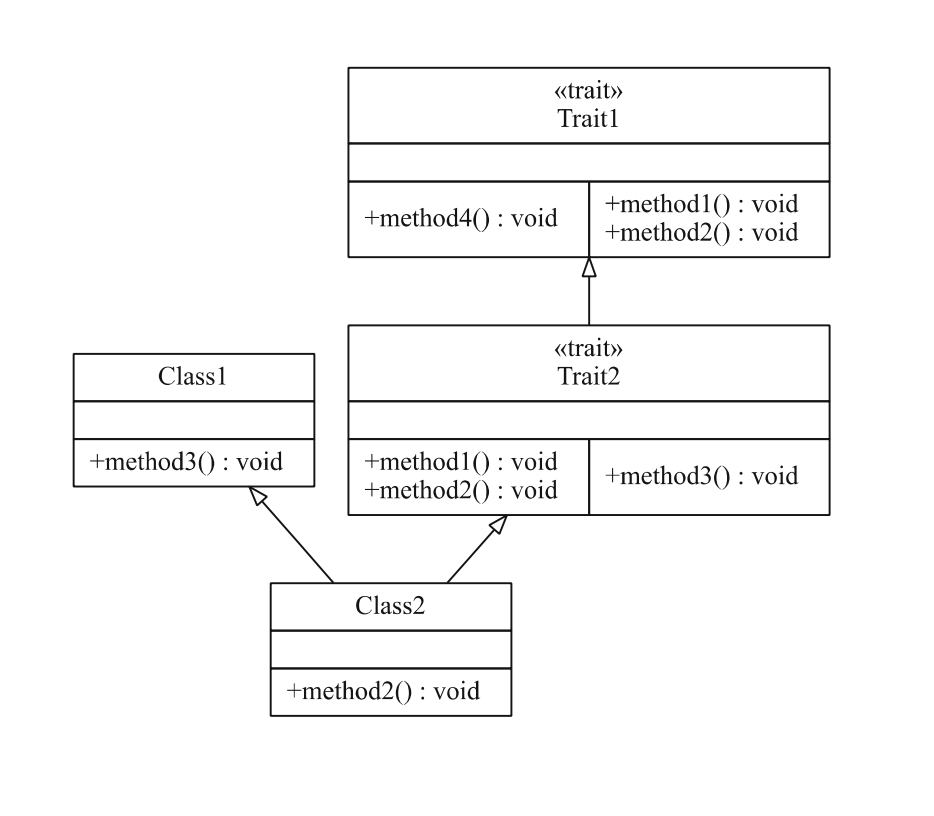 «trait»
Trait1
+method4() : void
+method1() : void
+method2() : void
«trait»
Trait2
+method1() : void
+method2() : void
+method3() : void
Class1
+method3() : void
Class2
+method2() : void